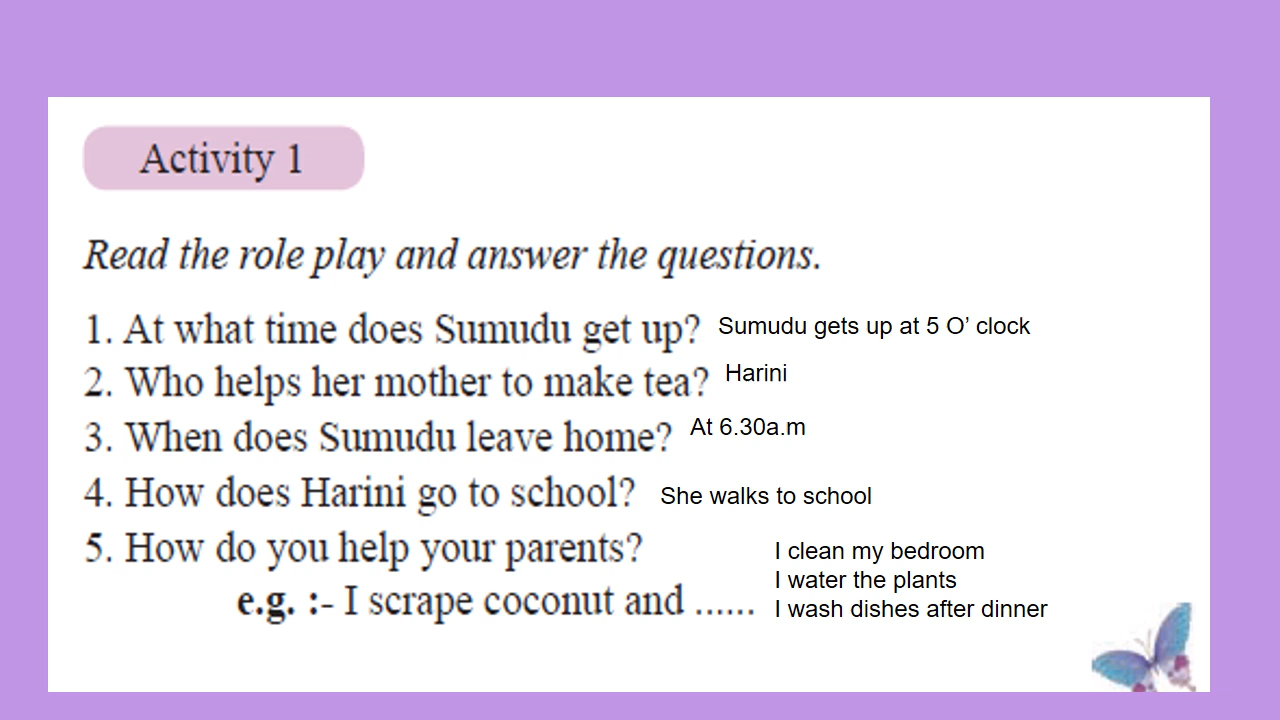 Activity 1
Read the role play and answer the questions.
1. At what time does Sumudu get up? Sumudu gets up at 5 O’ clock
2. Who helps her mother to make tea? Harini
3. When does Sumudu leave home? At 6.30a.m
4. How does Harini go to school? She walks to school
5. How do you help your parents?
e.g. :- I scrape coconut and ......
I clean my bedroom
I water the plants
I wash dishes after dinner